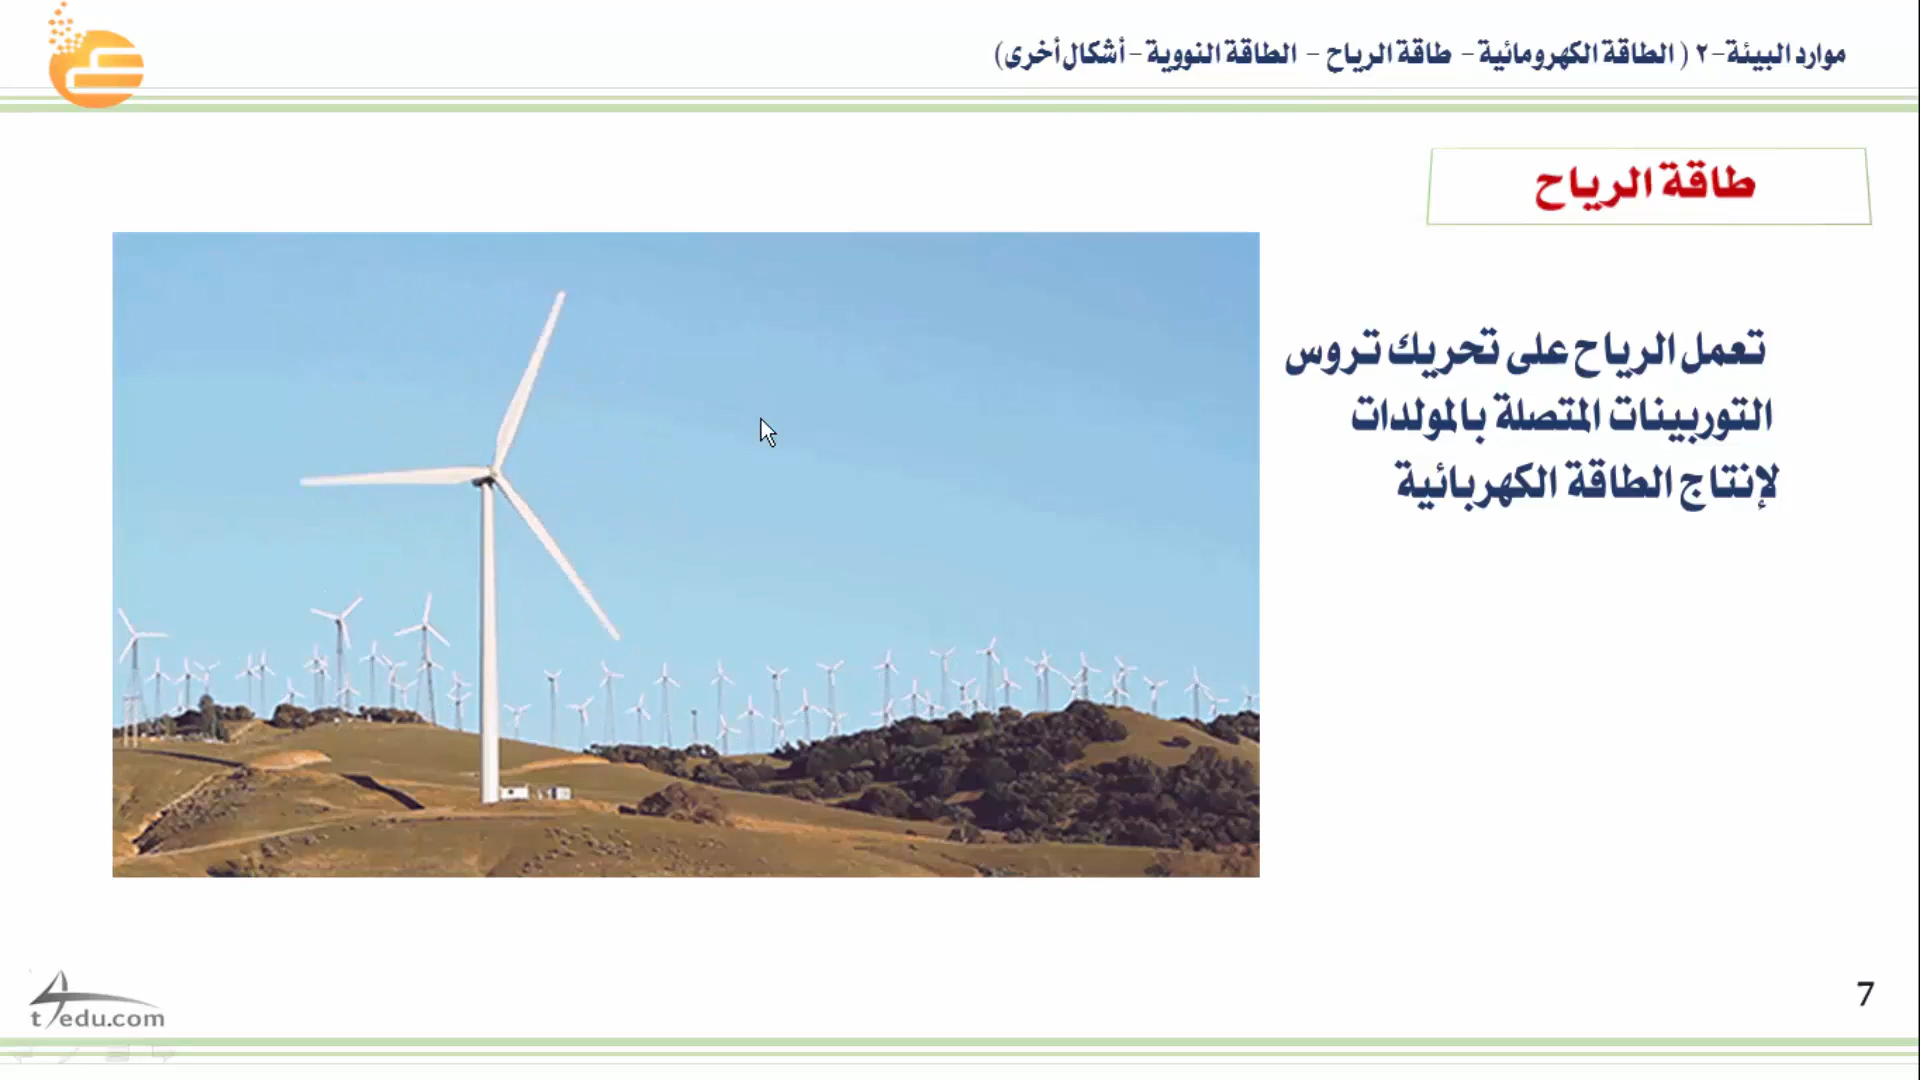 موارد البيئة-٢ ( الطاقة الكهرومائية - طاقة الرياح - الطاقة النووية - أشكال أخرى)
طاقة الرياح
تعمل الرياح على تحريك تروس
التوربينات المتصلة بالمولدات
لإنتاج الطاقة الكهربائية
t4edu.com
7